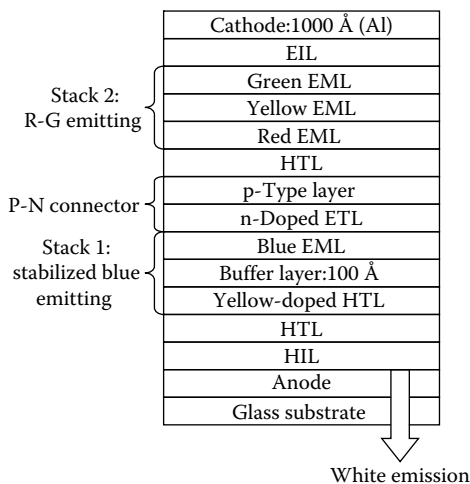 Cathode:1000 Å (Al)
EIL
Stack 2:
R-G emitting
Green EML
Yellow EML
Red EML
HTL
P-N connector
p-Type layer
n-Doped ETL
Stack 1:
stabilized blue
emitting
Blue EML
Buffer layer:100 Å
Yellow-doped HTL
HTL
HIL
Anode
Glass substrate
White emission